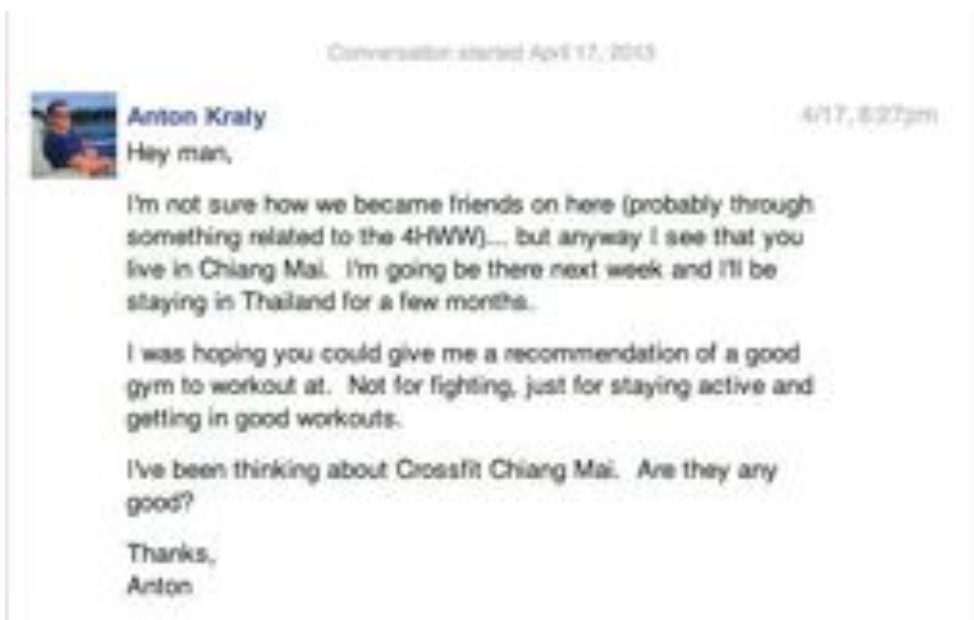 Conversation started April 17, 2013
Anton Kraly
4/17, 8:27pm
Hey man,
I'm not sure how we became friends on here (probably through
something related to the 4HWW)... but anyway I see that you
live in Chiang Mai.  I'm going be there next week and I'll be
staying in Thailand for a few months..
I was hoping you could give me a recommendation of a good
gym to workout at.  Not for fighting, just for staying active and
getting in good workouts.
I've been thinking about Crossfit Chiang Mai.  Are they any
good?
Thanks,
Anton